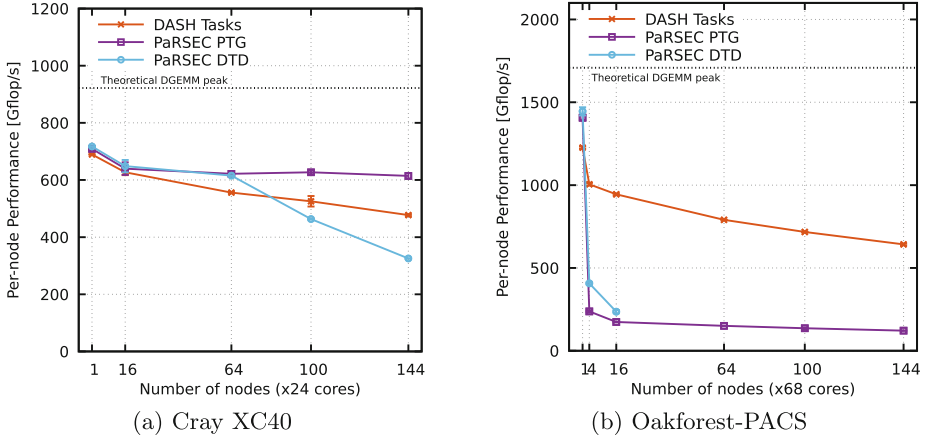 1200
1000
800
600
400
200
0
Per-node Performance [Gflop/s]
DASH Tasks
PaRSEC PTG
PaRSEC DTD
Theoretical DGEMM peak
1 16 64 100 144
Number of nodes (x24 cores)
(a) Cray XC40
2000
1500
1000
500
0
Per-node Performance [Gflop/s]
DASH Tasks
PaRSEC PTG
PaRSEC DTD
Theoretical DGEMM peak
1 4 16 64 100 144
Number of nodes (x68 cores)
(b) Oakforest-PACS